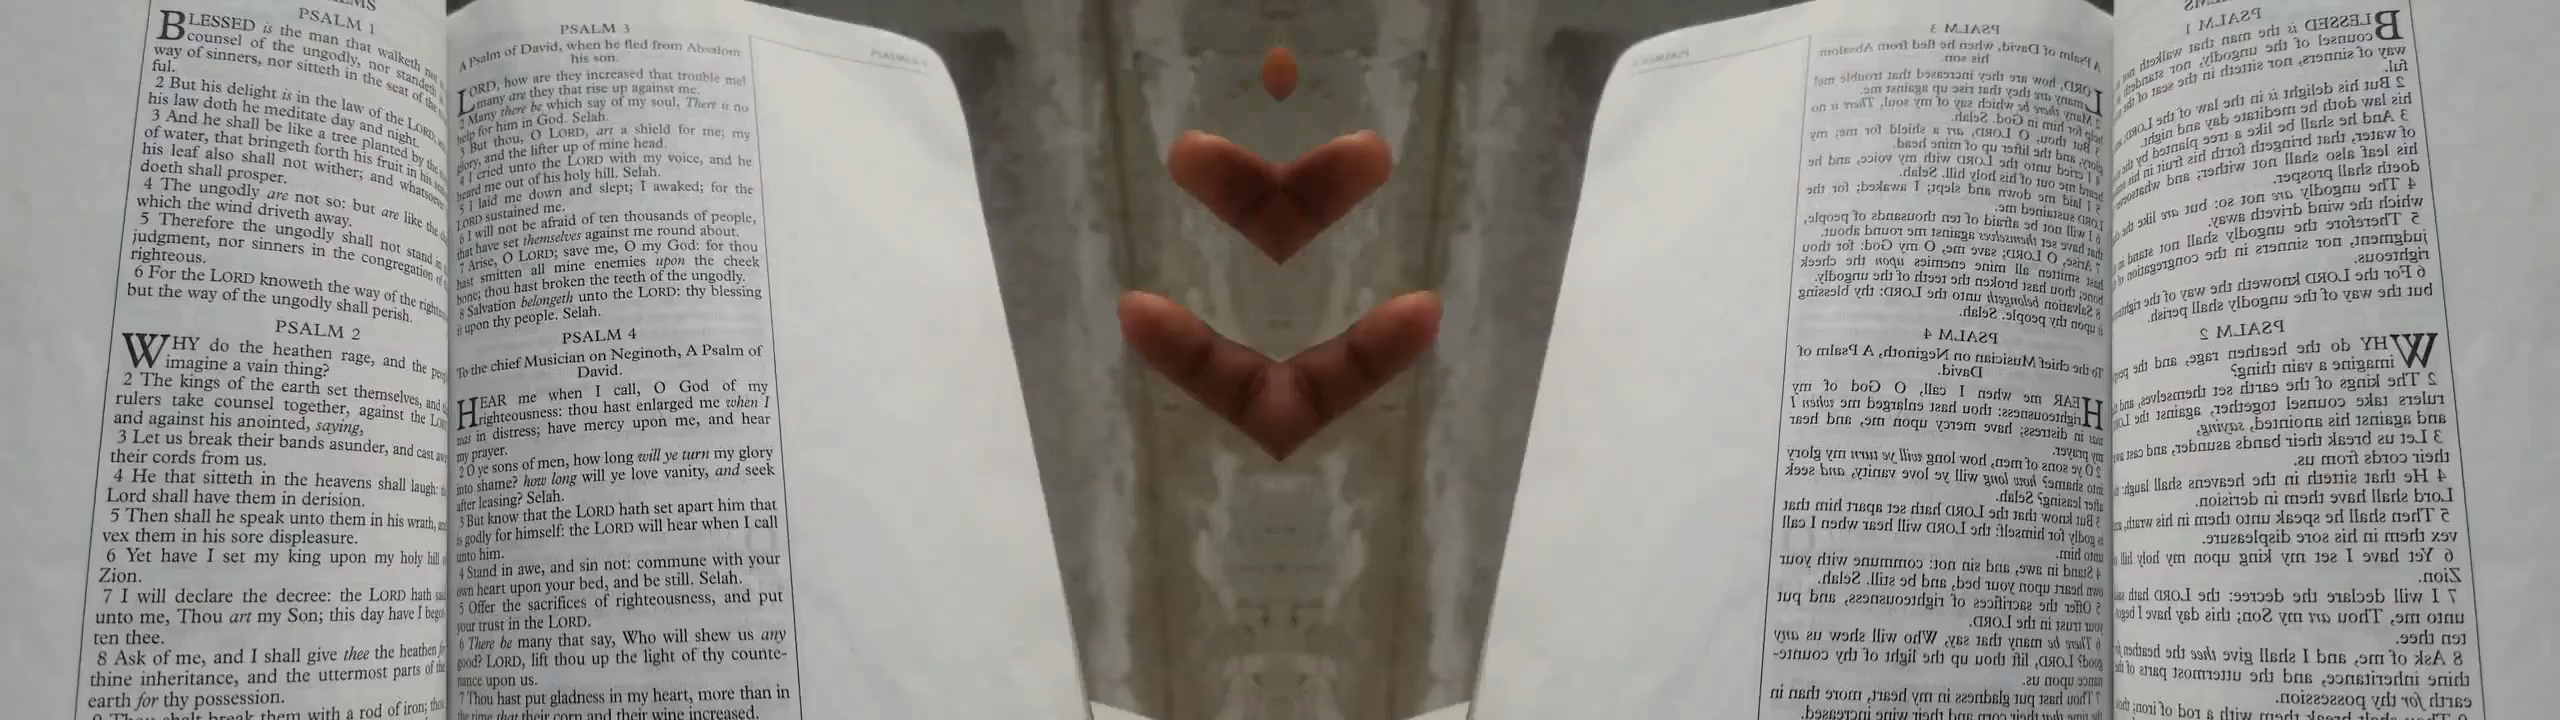 PSALM 1
BLESSED is the man that walketh
counsel of the ungodly, nor standeth
way of sinners, nor sitteth in the seat of the
ful.
2 But his delight is in the law of the LORD,
his law doth he meditate day and night.
3 And he shall be like a tree planted by the
of water, that bringeth forth his fruit in his
his leaf also shall not wither; and whatsoever
doeth shall prosper.
4 The ungodly are not so: but are like the
which the wind driveth away.
5 Therefore the ungodly shall not stand in
judgment, nor sinners in the congregation of
righteous.
6 For the LORD knoweth the way of the
but the way of the ungodly shall perish.
PSALM 2
WHY do the heathen rage, and the
imagine a vain thing?
2 The kings of the earth set themselves, and
rulers take counsel together, against the
and against his anointed, saying,
3 Let us break their bands asunder, and cast
their cords from us.
4 He that sitteth in the heavens shall laugh:
Lord shall have them in derision.
5 Then shall he speak unto them in his wrath,
vex them in his sore displeasure.
6 Yet have I set my king upon my holy hill
Zion.
7 I will declare the decree: the LORD hath
unto me, Thou art my Son; this day have I
ten thee.
8 Ask of me, and I shall give thee the heathen
thine inheritance, and the uttermost parts of
earth for thy possession.
break them with a rod of iron;
PSALM 3
A Psalm of David, when he fled from Absalom
his son.
LORD, how are they increased that trouble me!
many are they that rise up against me.
2 Many there be which say of my soul, There is no
help for him in God. Selah.
3 But thou, O LORD, art a shield for me; my
glory, and the lifter up of mine head.
4 I cried unto the LORD with my voice, and he
heard me out of his holy hill. Selah.
5 I laid me down and slept; I awaked; for the
LORD sustained me.
6 I will not be afraid of ten thousands of people,
that have set themselves against me round about.
7 Arise, O LORD; save me, O my God: for thou
hast smitten all mine enemies upon the cheek
bone; thou hast broken the teeth of the ungodly.
8 Salvation belongeth unto the LORD: thy blessing
is upon thy people. Selah.
PSALM 4
To the chief Musician on Neginoth, A Psalm of
David.
HEAR me when I call, O God of my
righteousness: thou hast enlarged me when I
was in distress; have mercy upon me, and hear
my prayer.
2 O ye sons of men, how long will ye turn my glory
into shame? how long will ye love vanity, and seek
after leasing? Selah.
3 But know that the LORD hath set apart him that
is godly for himself: the LORD will hear when I call
unto him.
4 Stand in awe, and sin not: commune with your
own heart upon your bed, and be still. Selah.
5 Offer the sacrifices of righteousness, and put
your trust in the LORD.
6 There be many that say, Who will shew us any
good? LORD, lift thou up the light of thy counte-
nance upon us.
7 Thou hast put gladness in my heart, more than in
the time that their corn and their wine increased.